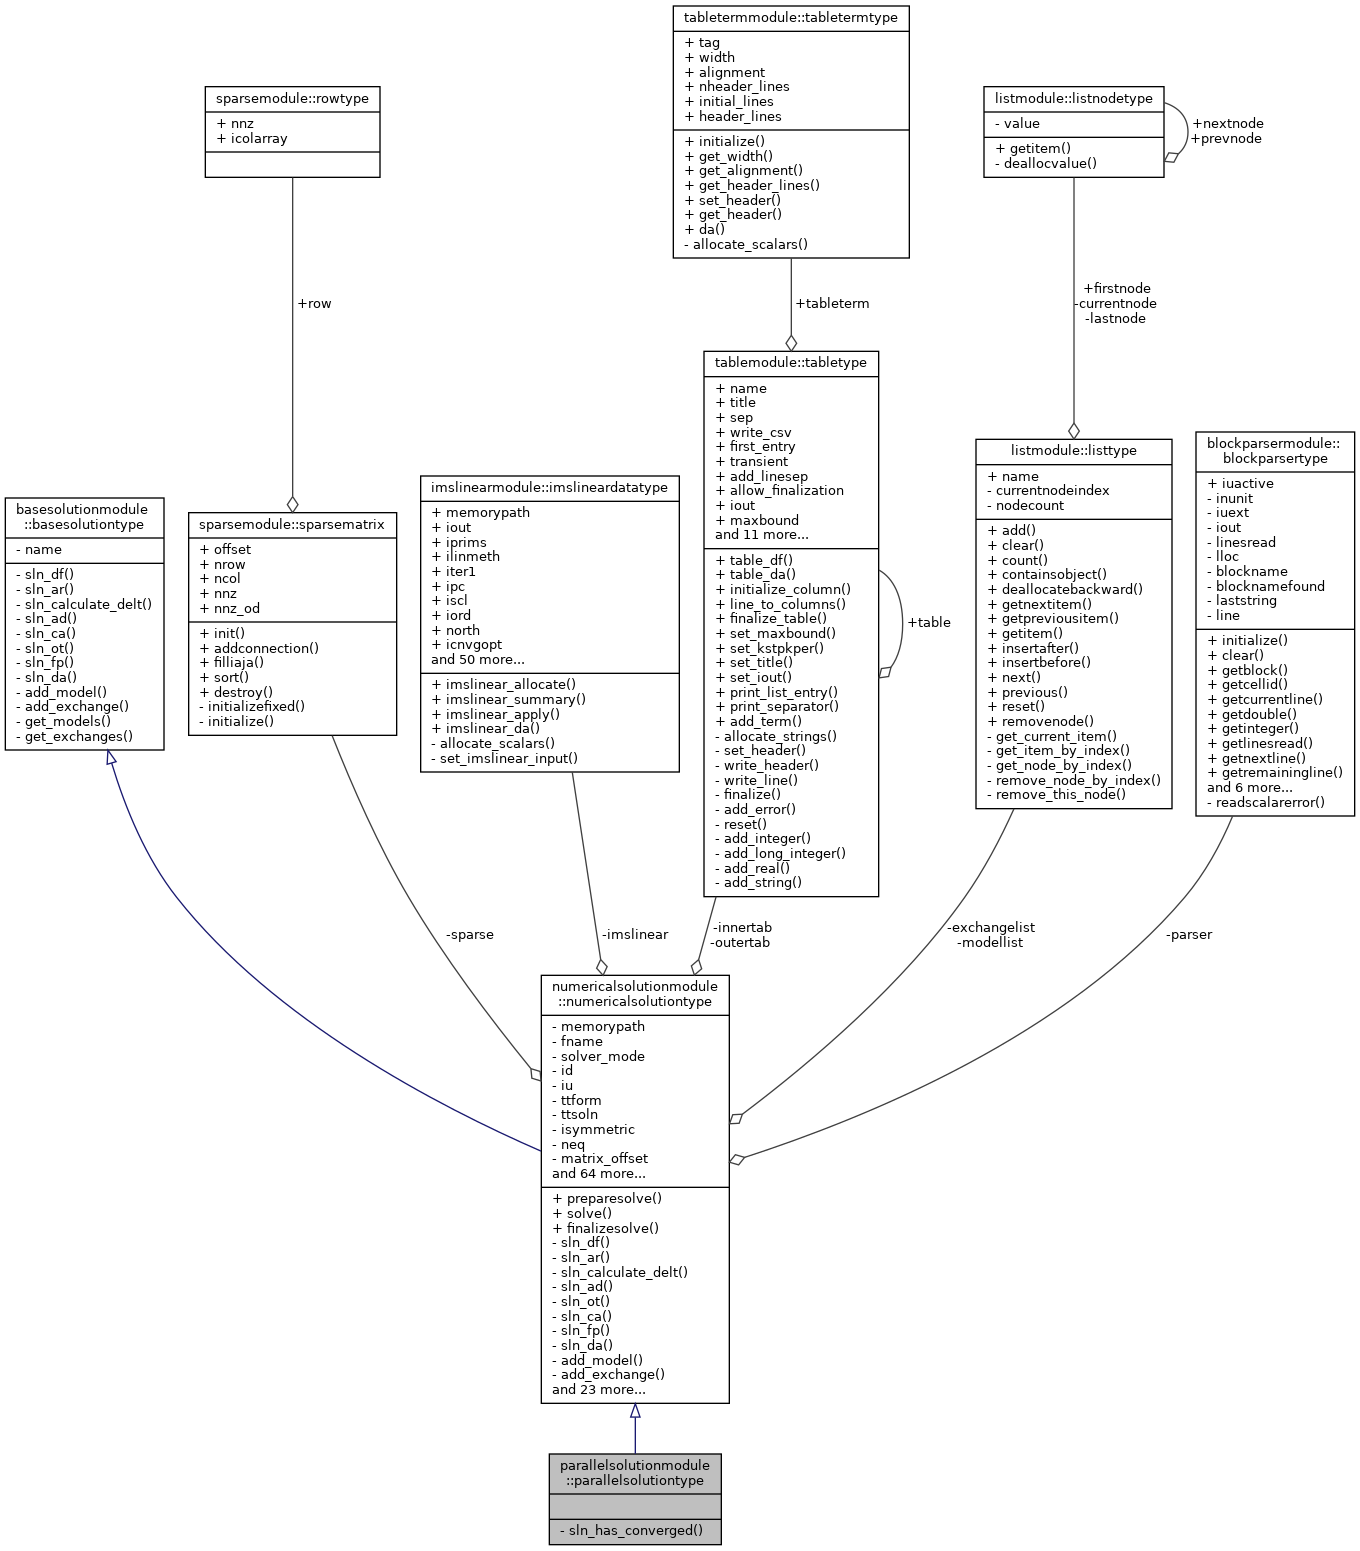 tabletermmodule::tabletermtype
+ tag
+ width
+ alignment
+ nheader_lines
+ initial_lines
+ header_lines
+ initialize()
+ get_width()
+ get_alignment()
+ get_header_lines()
+ set_header()
+ get_header()
+ da()
- allocate_scalars()
sparsemodule::rowtype
+ nnz
+ icolarray
listmodule::listnodetype
- value
+ getitem()
- deallocvalue()
+nextnode
+prevnode
+row
+tableterm
+firstnode
-currentnode
-lastnode
basesolutionmodule
::basesolutiontype
- name
- sln_df()
- sln_ar()
- sln_calculate_delt()
- sln_ad()
- sln_ca()
- sln_ot()
- sln_fp()
- sln_da()
- add_model()
- add_exchange()
- get_models()
- get_exchanges()
sparsemodule::sparsematrix
+ offset
+ nrow
+ ncol
+ nnz
+ nnz_od
+ init()
+ addconnection()
+ filliaja()
+ sort()
+ destroy()
- initializefixed()
- initialize()
imslinearmodule::imslineardatatype
+ memorypath
+ iout
+ iprims
+ ilinmeth
+ iter1
+ ipc
+ iscl
+ iord
+ north
+ icnvgopt
and 50 more...
+ imslinear_allocate()
+ imslinear_summary()
+ imslinear_apply()
+ imslinear_da()
- allocate_scalars()
- set_imslinear_input()
tablemodule::tabletype
+ name
+ title
+ sep
+ write_csv
+ first_entry
+ transient
+ add_linesep
+ allow_finalization
+ iout
+ maxbound
and 11 more...
+ table_df()
+ table_da()
+ initialize_column()
+ line_to_columns()
+ finalize_table()
+ set_maxbound()
+ set_kstpkper()
+ set_title()
+ set_iout()
+ print_list_entry()
+ print_separator()
+ add_term()
- allocate_strings()
- set_header()
- write_header()
- write_line()
- finalize()
- add_error()
- reset()
- add_integer()
- add_long_integer()
- add_real()
- add_string()
+table
listmodule::listtype
+ name
- currentnodeindex
- nodecount
+ add()
+ clear()
+ count()
+ containsobject()
+ deallocatebackward()
+ getnextitem()
+ getpreviousitem()
+ getitem()
+ insertafter()
+ insertbefore()
+ next()
+ previous()
+ reset()
+ removenode()
- get_current_item()
- get_item_by_index()
- get_node_by_index()
- remove_node_by_index()
- remove_this_node()
blockparsermodule::
blockparsertype
+ iuactive
- inunit
- iuext
- iout
- linesread
- lloc
- blockname
- blocknamefound
- laststring
- line
+ initialize()
+ clear()
+ getblock()
+ getcellid()
+ getcurrentline()
+ getdouble()
+ getinteger()
+ getlinesread()
+ getnextline()
+ getremainingline()
and 6 more...
- readscalarerror()
-sparse
-imslinear
-innertab
-outertab
-exchangelist
-modellist
-parser
numericalsolutionmodule
::numericalsolutiontype
- memorypath
- fname
- solver_mode
- id
- iu
- ttform
- ttsoln
- isymmetric
- neq
- matrix_offset
and 64 more...
+ preparesolve()
+ solve()
+ finalizesolve()
- sln_df()
- sln_ar()
- sln_calculate_delt()
- sln_ad()
- sln_ot()
- sln_ca()
- sln_fp()
- sln_da()
- add_model()
- add_exchange()
and 23 more...
parallelsolutionmodule
::parallelsolutiontype
- sln_has_converged()